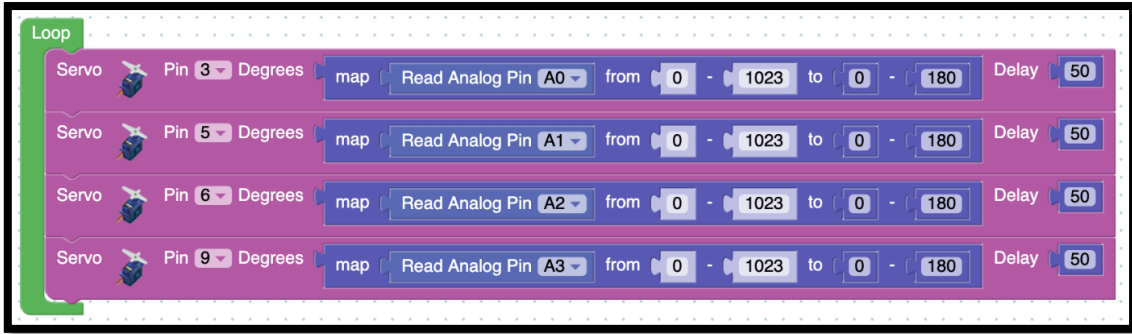 Loop
Servo Pin 3 Degrees map Read Analog Pin A0 from 0 - 1023 to 0 - 180 Delay 50
Servo Pin 5 Degrees map Read Analog Pin A1 from 0 - 1023 to 0 - 180 Delay 50
Servo Pin 6 Degrees map Read Analog Pin A2 from 0 - 1023 to 0 - 180 Delay 50
Servo Pin 9 Degrees map Read Analog Pin A3 from 0 - 1023 to 0 - 180 Delay 50